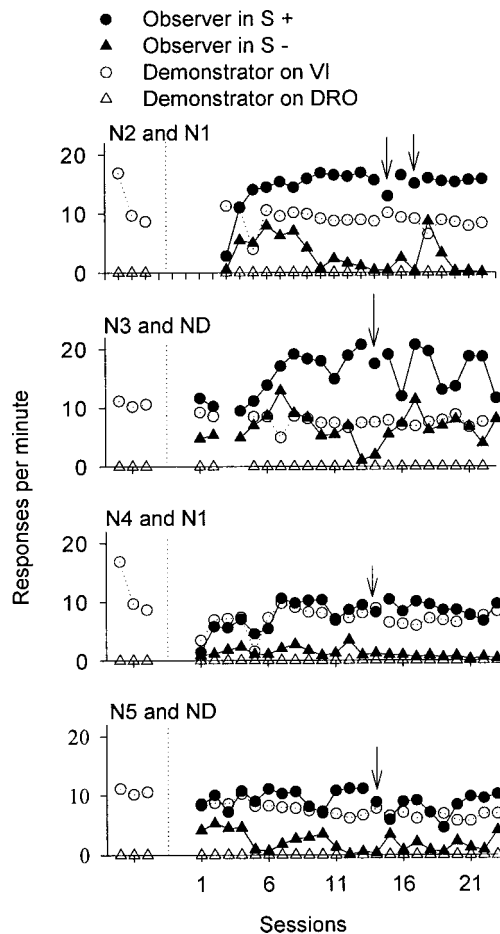 Observer in S +
Observer in S -
Demonstrator on VI
Demonstrator on DRO
N2 and N1
20
10
0
N3 and ND
20
10
0
N4 and N1
20
10
0
N5 and ND
20
10
0
1 6 11 16 21
Sessions
Responses per minute